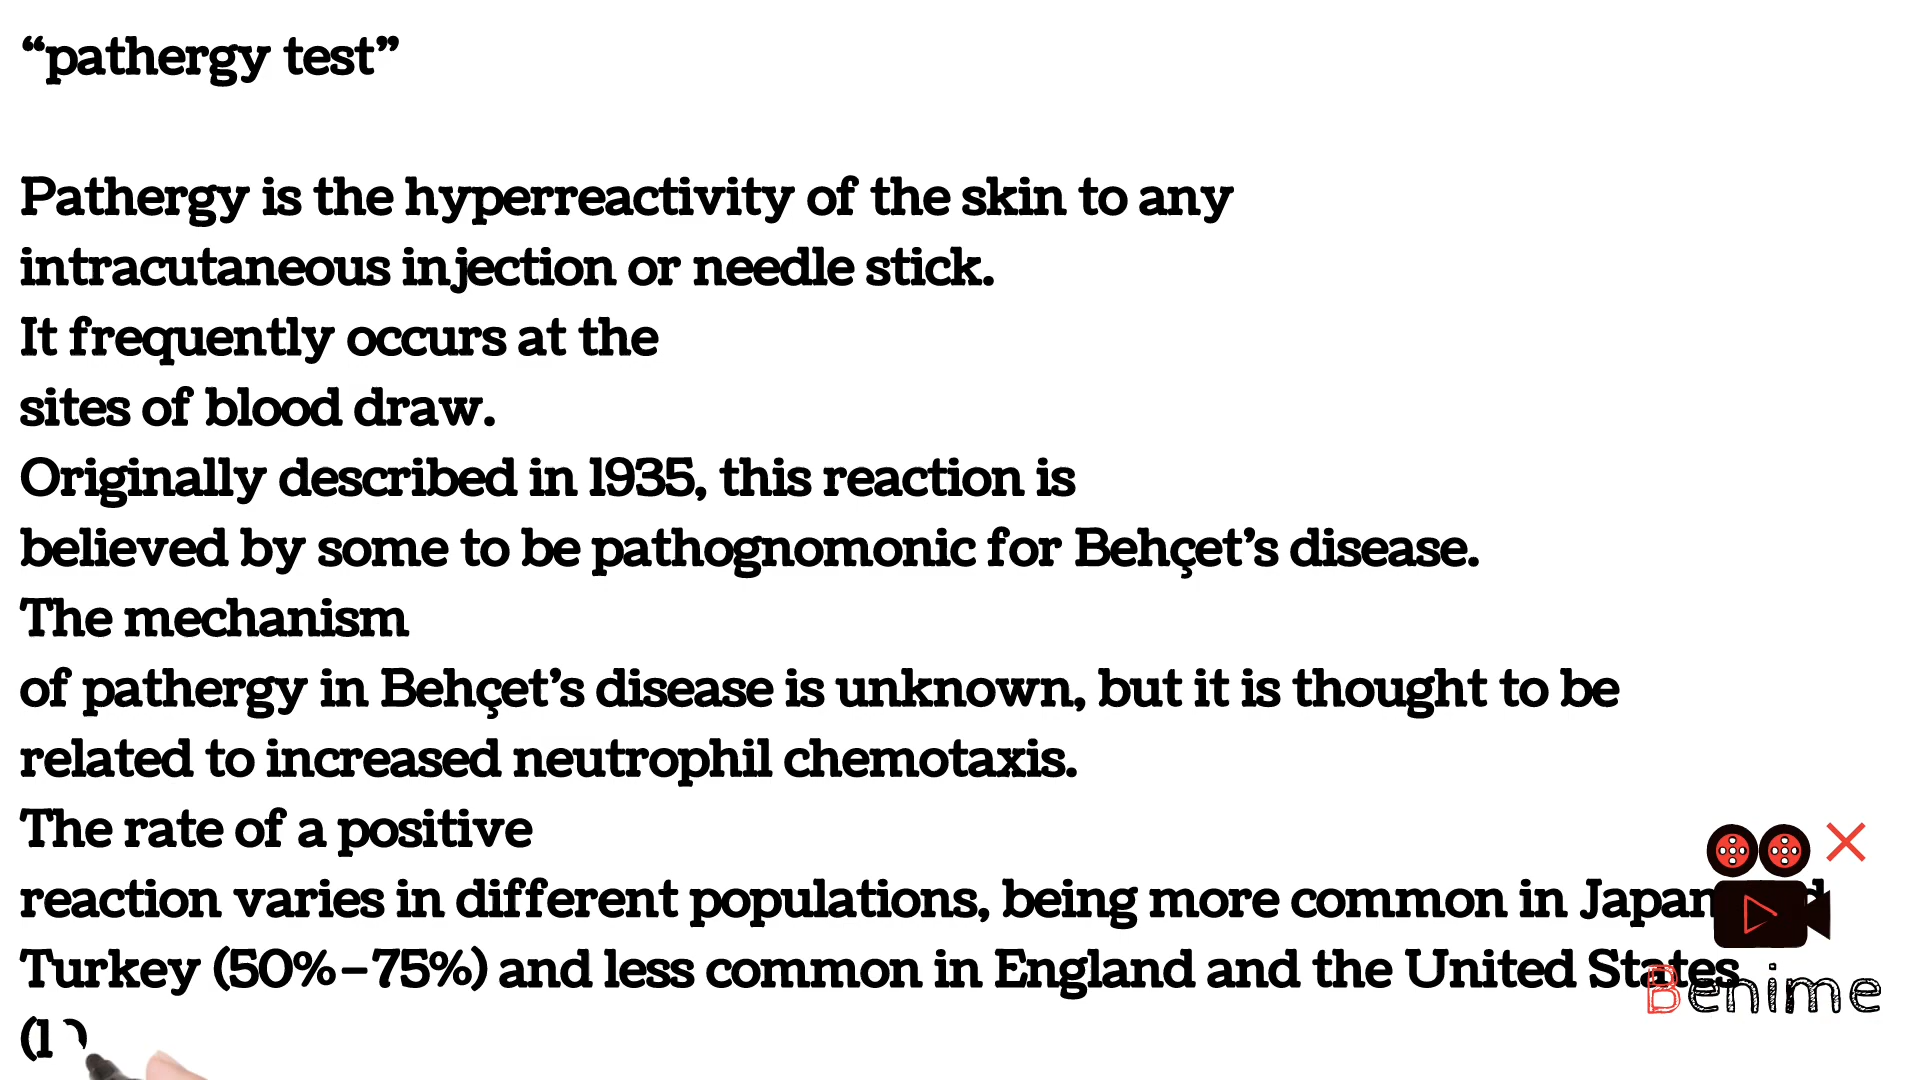 “pathergy test”
Pathergy is the hyperreactivity of the skin to any
intracutaneous injection or needle stick.
It frequently occurs at the
sites of blood draw.
Originally described in 1935, this reaction is
believed by some to be pathognomonic for Behçet’s disease.
The mechanism
of pathergy in Behçet’s disease is unknown, but it is thought to be
related to increased neutrophil chemotaxis.
The rate of a positive
reaction varies in different populations, being more common in Japan
Turkey (50%–75%) and less common in England and the United States
(1
Benime